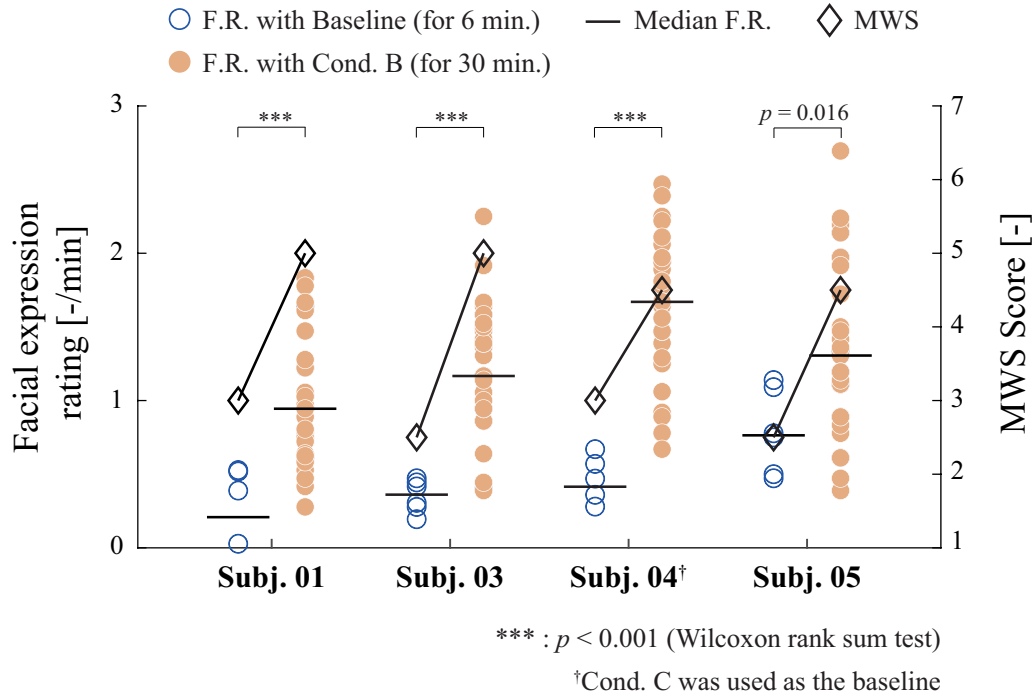 F.R. with Baseline (for 6 min.) Median F.R. MWS
F.R. with Cond. B (for 30 min.)
3 *** *** *** p = 0.016 7
6
2 5
4
1 3
2
0 1
Facial expression
rating [-/min]
MWS Score [-]
Subj. 01 Subj. 03 Subj. 04† Subj. 05
*** : p < 0.001 (Wilcoxon rank sum test)
†Cond. C was used as the baseline